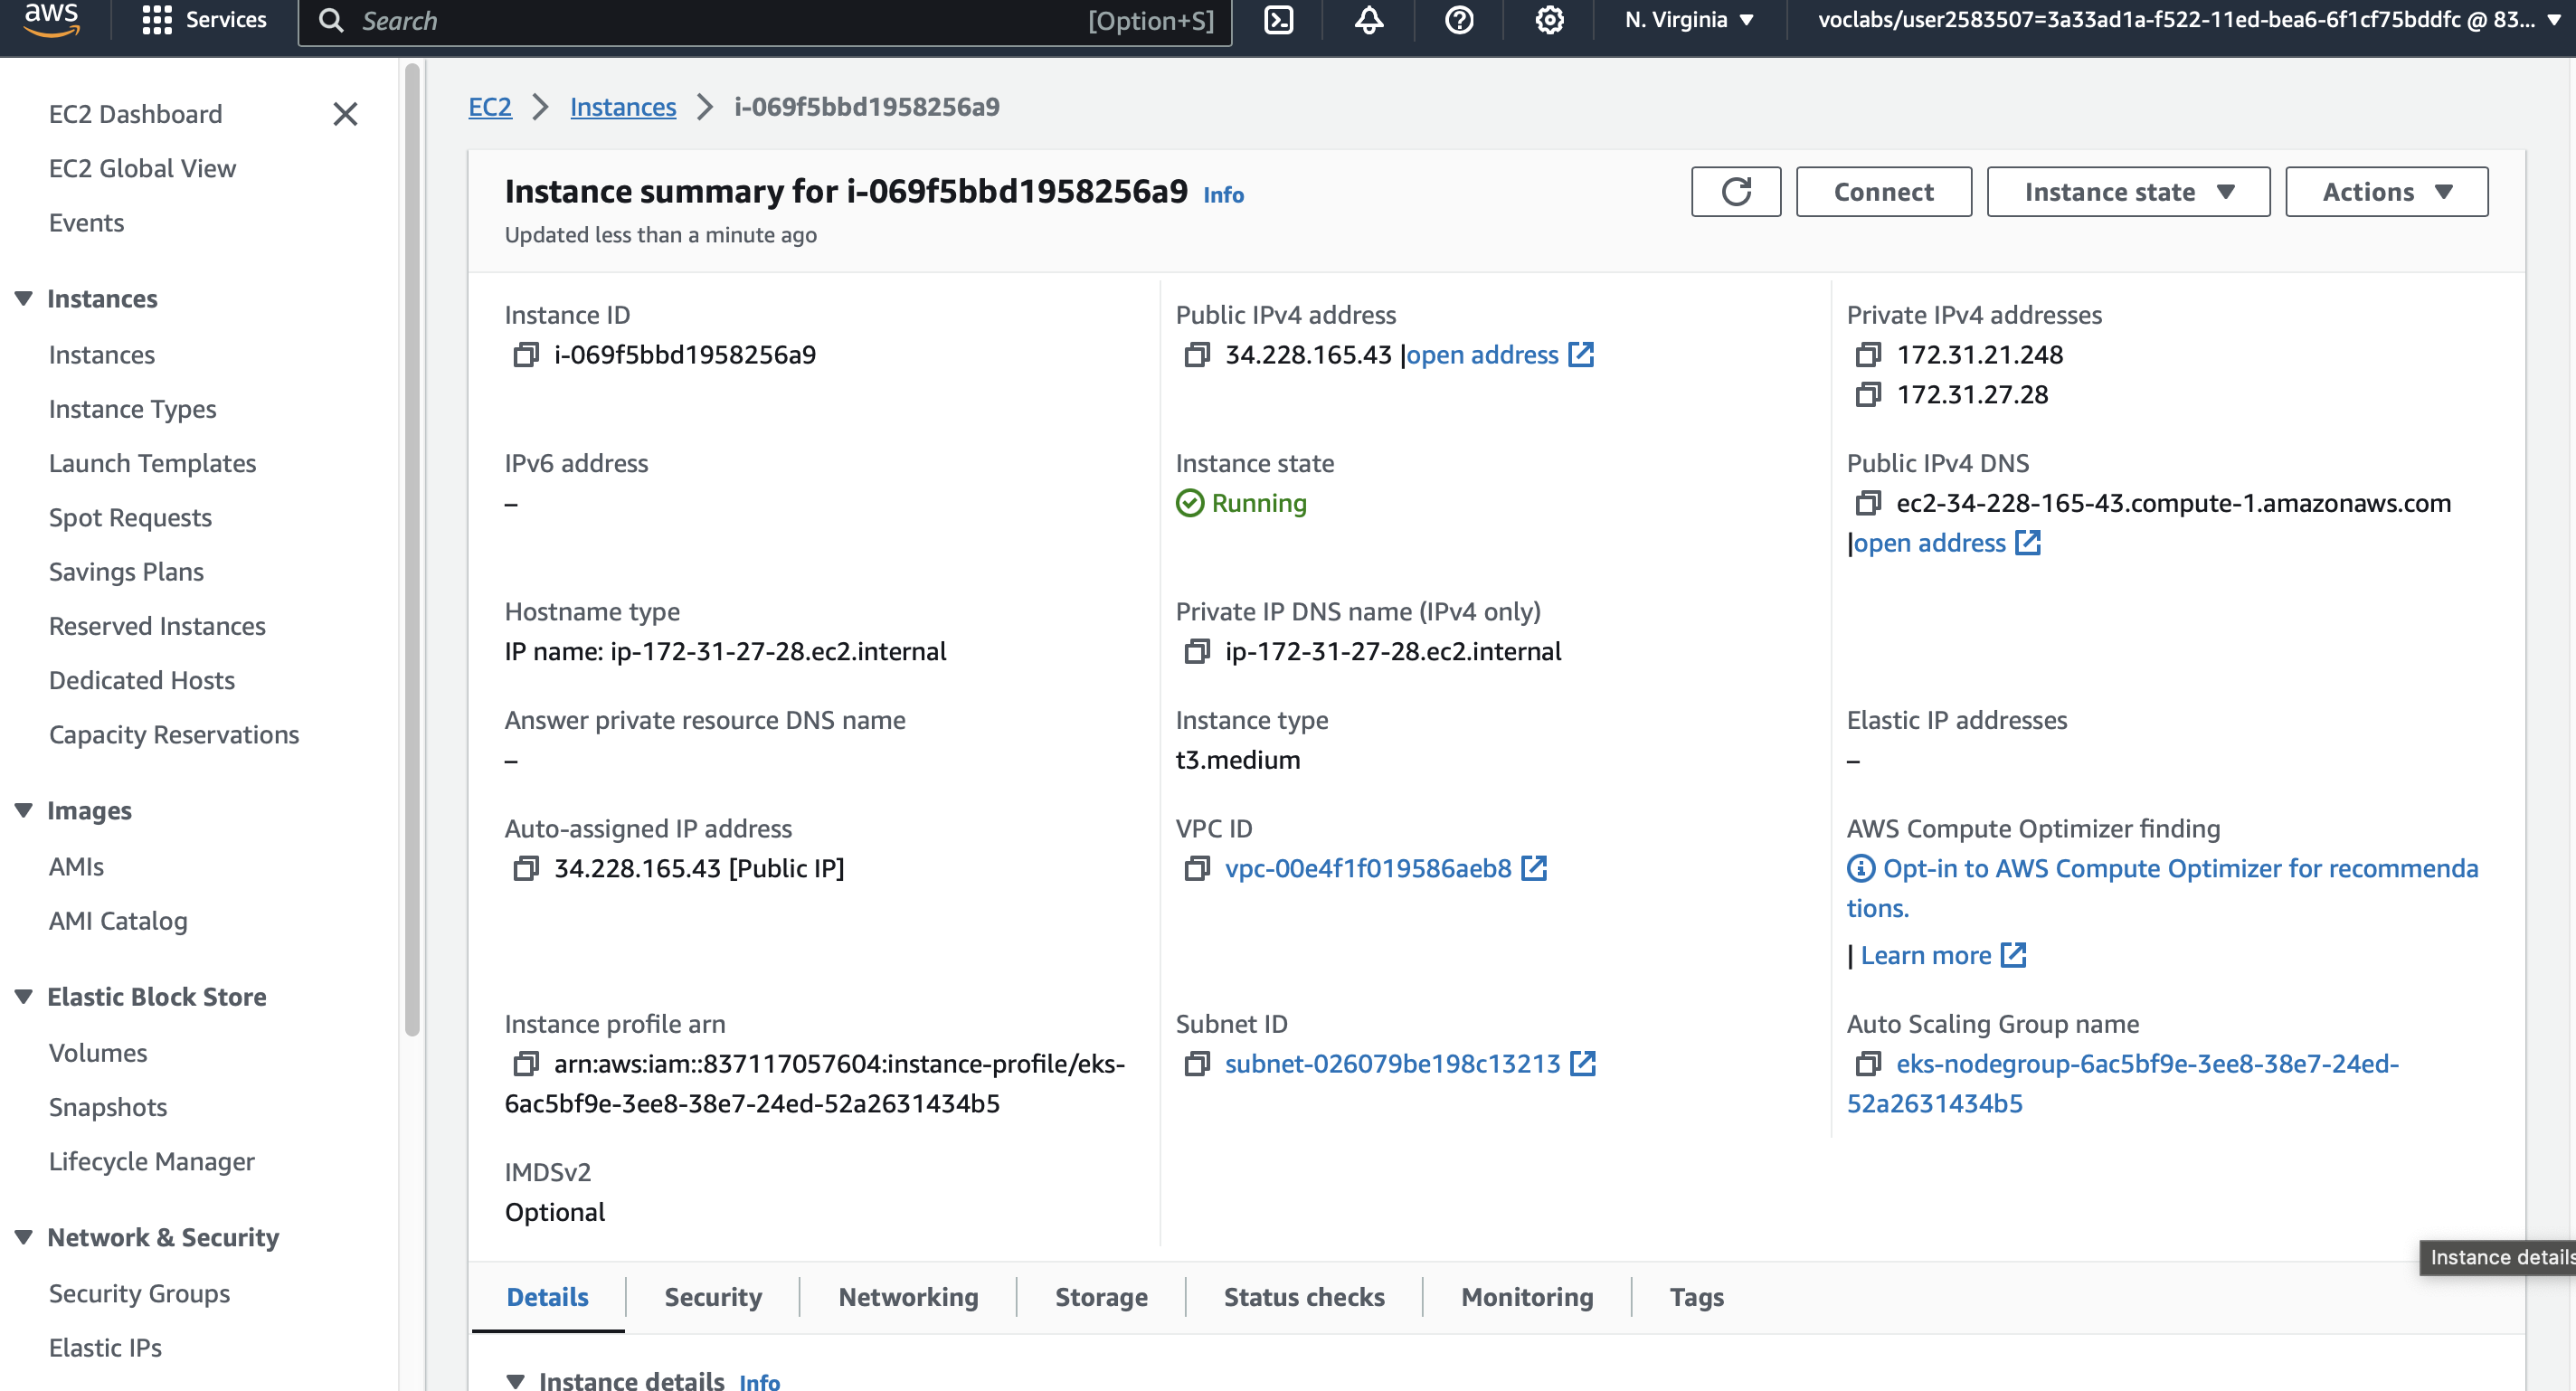 aws
Services
Search
[Option+S]
N. Virginia
voclabs/user2583507=3a33ad1a-f522-11ed-bea6-6f1cf75bddfc @ 83...
EC2 Dashboard
EC2 Global View
Events
Instances
Instances
Instance Types
Launch Templates
Spot Requests
Savings Plans
Reserved Instances
Dedicated Hosts
Capacity Reservations
Images
AMIs
AMI Catalog
Elastic Block Store
Volumes
Snapshots
Lifecycle Manager
Network & Security
Security Groups
Elastic IPs
EC2 > Instances > i-069f5bbd1958256a9
Instance summary for i-069f5bbd1958256a9 Info
Updated less than a minute ago
Connect
Instance state
Actions
Instance ID
i-069f5bbd1958256a9
Public IPv4 address
34.228.165.43 |open address
Private IPv4 addresses
172.31.21.248
172.31.27.28
IPv6 address
–
Instance state
Running
Public IPv4 DNS
ec2-34-228-165-43.compute-1.amazonaws.com
|open address
Hostname type
IP name: ip-172-31-27-28.ec2.internal
Private IP DNS name (IPv4 only)
ip-172-31-27-28.ec2.internal
Answer private resource DNS name
–
Instance type
t3.medium
Elastic IP addresses
–
Auto-assigned IP address
34.228.165.43 [Public IP]
VPC ID
vpc-00e4f1f019586aeb8
AWS Compute Optimizer finding
Opt-in to AWS Compute Optimizer for recommenda
tions.
| Learn more
Instance profile arn
arn:aws:iam::837117057604:instance-profile/eks-
6ac5bf9e-3ee8-38e7-24ed-52a2631434b5
Subnet ID
subnet-026079be198c13213
Auto Scaling Group name
eks-nodegroup-6ac5bf9e-3ee8-38e7-24ed-
52a2631434b5
IMDSv2
Optional
Instance details
Details
Security
Networking
Storage
Status checks
Monitoring
Tags
Instance details Info